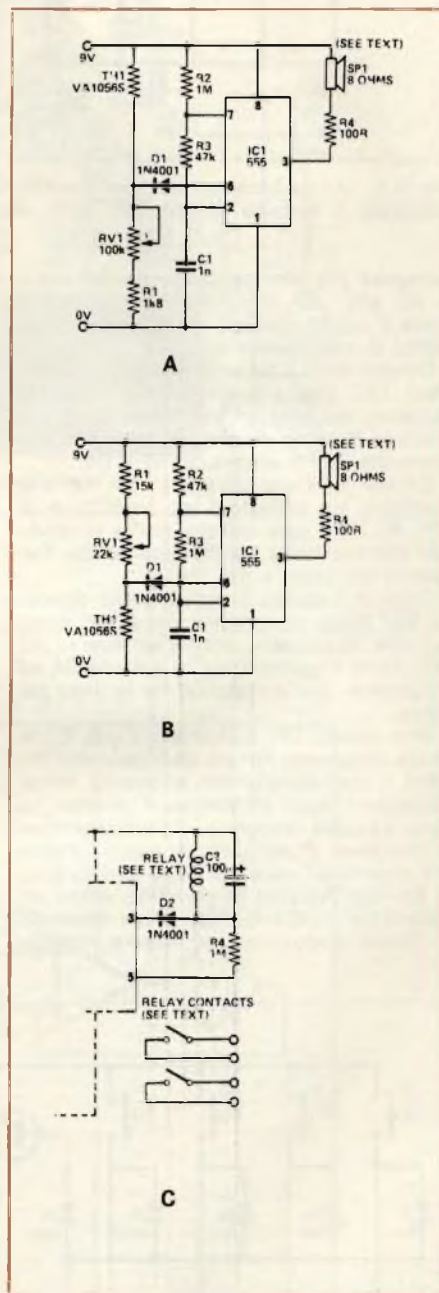 9V
(SEE TEXT)
TH1
VA1056S
R2
1M
SP1
8 OHMS
R4
100R
R3
47k
D1
1N4001
IC1
555
7
8
6
2
3
1
RV1
100k
C1
1n
R1
1k8
0V
A
9V
(SEE TEXT)
R1
15k
R2
47k
SP1
8 OHMS
R4
100R
RV1
22k
R3
1M
D1
1N4001
IC1
555
7
8
6
2
3
1
TH1
VA1056S
C1
1n
0V
B
RELAY
(SEE TEXT)
C2
100µ
+
3
D2
1N4001
R4
1M
5
RELAY CONTACTS
(SEE TEXT)
C